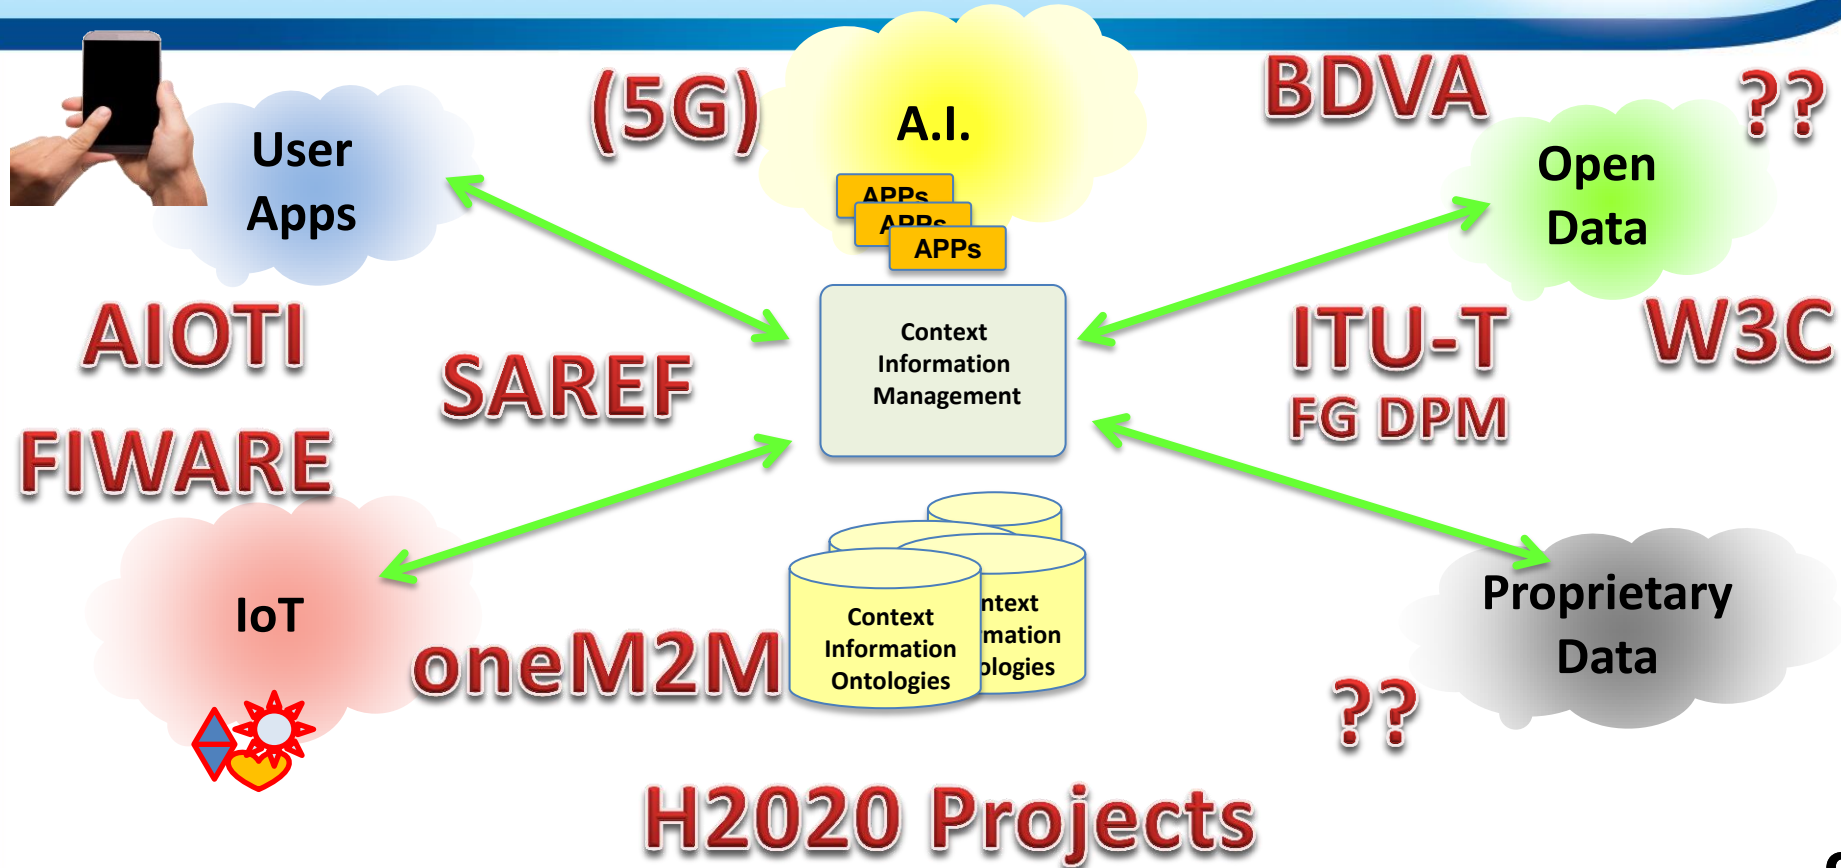 (5G)
A.I.
BDVA
??
User
Apps
Open
Data
APPs
APPs
APPs
Context
Information
Management
AIOTI
SAREF
ITU-T
FG DPM
W3C
FIWARE
IoT
oneM2M
Context
Information
Ontologies
ntext
mation
ologies
Proprietary
Data
??
H2020 Projects